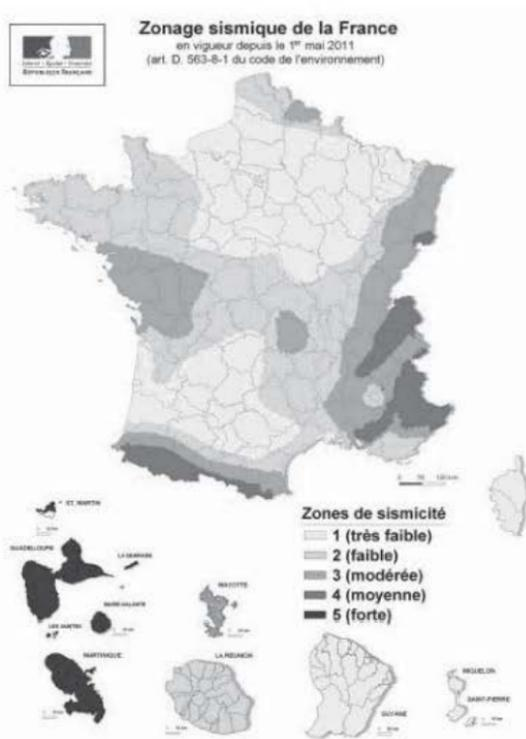 Zonage sismique de la France
en vigueur depuis le 1er mai 2011
(art. D. 563-8-1 du code de l'environnement)
RÉPUBLIQUE FRANÇAISE
Zones de sismicité
1 (très faible)
2 (faible)
3 (modérée)
4 (moyenne)
5 (forte)
ST. MARTIN
GUADELOUPE
MARIE-GALANTE
LES SAINTES
MARTINIQUE
MAYOTTE
LA RÉUNION
GUYANE
MIQUELON
SAINT-PIERRE